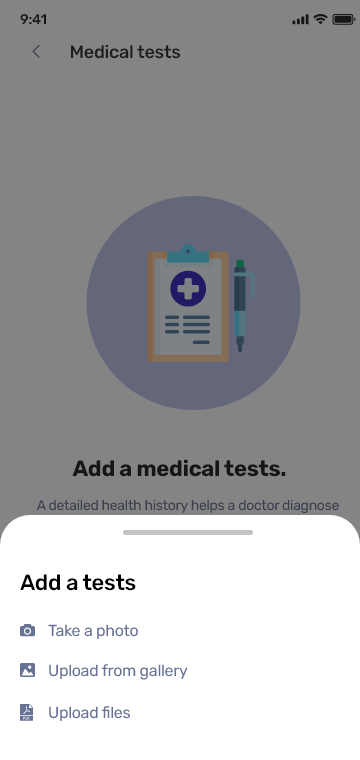 9:41
Medical tests
Add a medical tests.
A detailed health history helps a doctor diagnose
Add a tests
Take a photo
Upload from gallery
PDF
Upload files